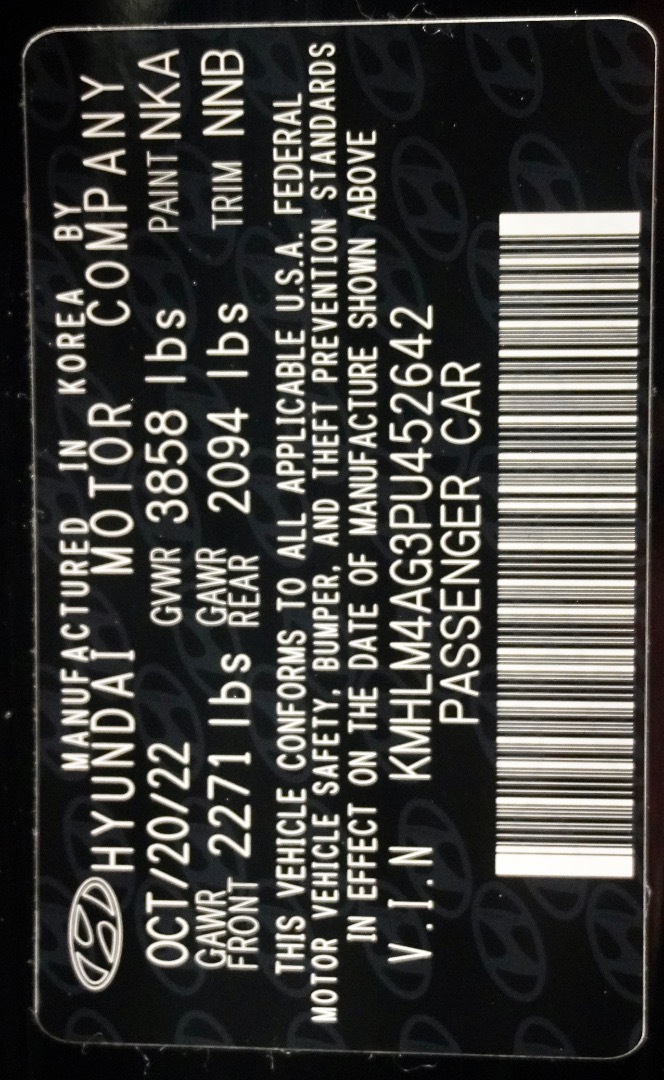 MANUFACTURED IN KOREA BY
HYUNDAI MOTOR COMPANY
OCT/20/22 GVWR 3858 lbs PAINT NKA
GAWR FRONT 2271 lbs GAWR REAR 2094 lbs TRIM NNB
THIS VEHICLE CONFORMS TO ALL APPLICABLE U.S.A. FEDERAL
MOTOR VEHICLE SAFETY, BUMPER, AND THEFT PREVENTION STANDARDS
IN EFFECT ON THE DATE OF MANUFACTURE SHOWN ABOVE
V.I.N KMHLM4AG3PU452642
PASSENGER CAR